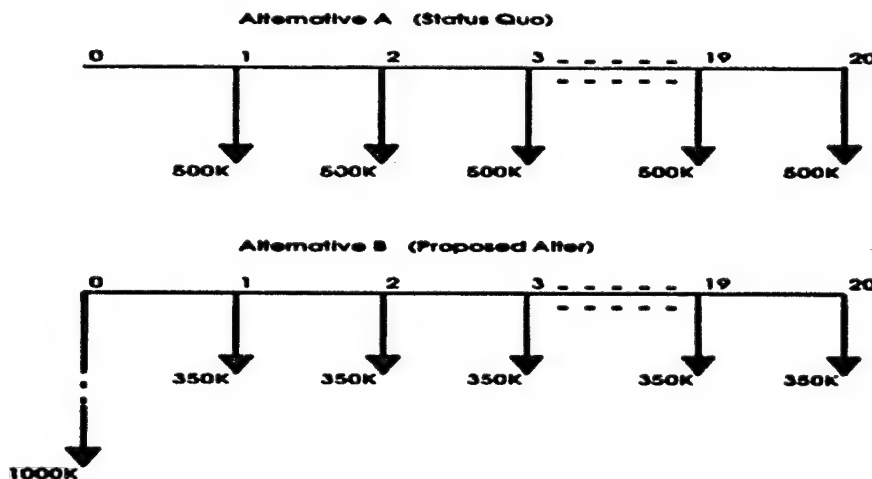 Alternative A (Status Quo)
0 1 2 3 19 20
500K 500K 500K 500K 500K
Alternative B (Proposed Alter)
0 1 2 3 19 20
350K 350K 350K 350K 350K
1000K